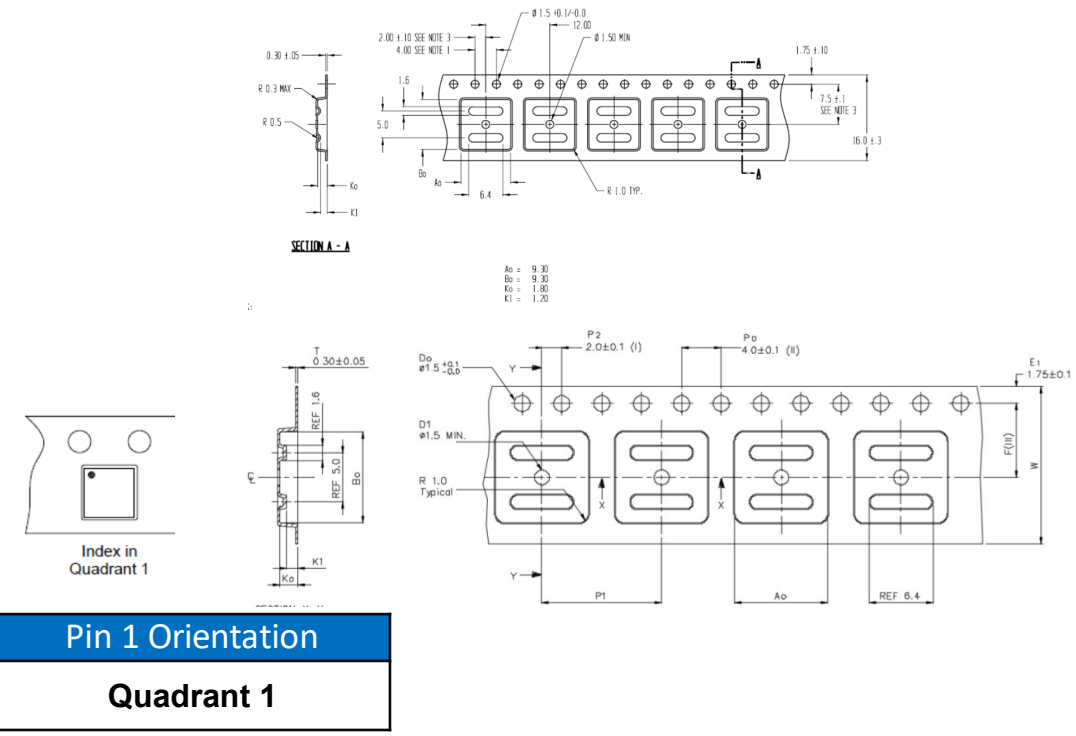 ø 1.5 +0.1/-0.0
12.00
2.00 ±.10 SEE NOTE 3
ø 1.50 MIN
4.00 SEE NOTE 1
0.30 ±.05
1.75 ±.10
A
1.6
R 0.3 MAX
7.5 ±.1
SEE NOTE 3
R 0.5
5.0
16.0 ±.3
Bo
A
Ao
Ko
R 1.0 TYP.
6.4
K1
SECTION A - A
Ao = 9.30
Bo = 9.30
Ko = 1.80
K1 = 1.20
P2
2.0±0.1 (I)
Po
4.0±0.1 (II)
T
0.30±0.05
Do
ø1.5 +0.1 -0.0
Y
E1
1.75±0.1
REF 1.6
D1
ø1.5 MIN.
F(III)
W
REF 5.0
Bo
R 1.0
Typical
X
X
Index in
Quadrant 1
K1
Ko
Y
P1
Ao
REF 6.4
Pin 1 Orientation
Quadrant 1